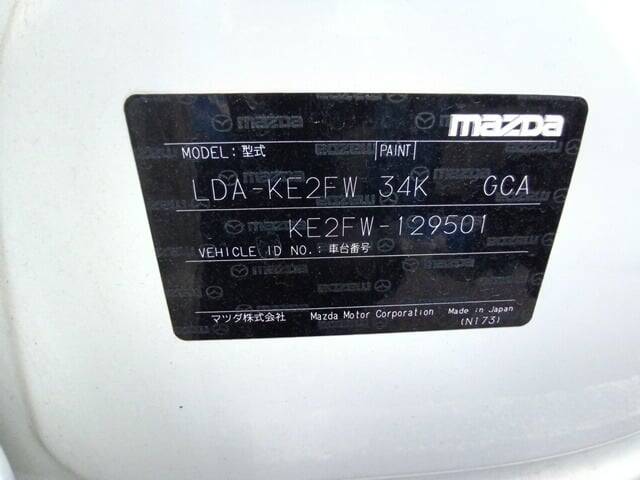 mazda
MODEL:型式 PAINT
LDA-KE2FW 34K GCA
KE2FW-129501
VEHICLE ID NO.:車台番号
マツダ株式会社 Mazda Motor Corporation Made in Japan
(N173)